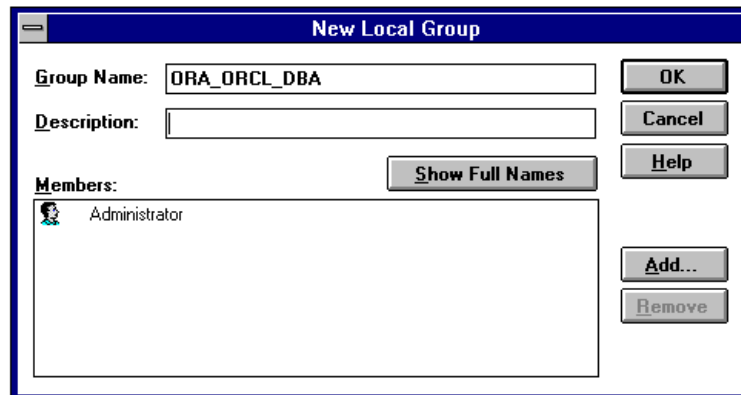 New Local Group
Group Name: ORA_ORCL_DBA
OK
Description:
Cancel
Show Full Names
Help
Members:
Administrator
Add...
Remove